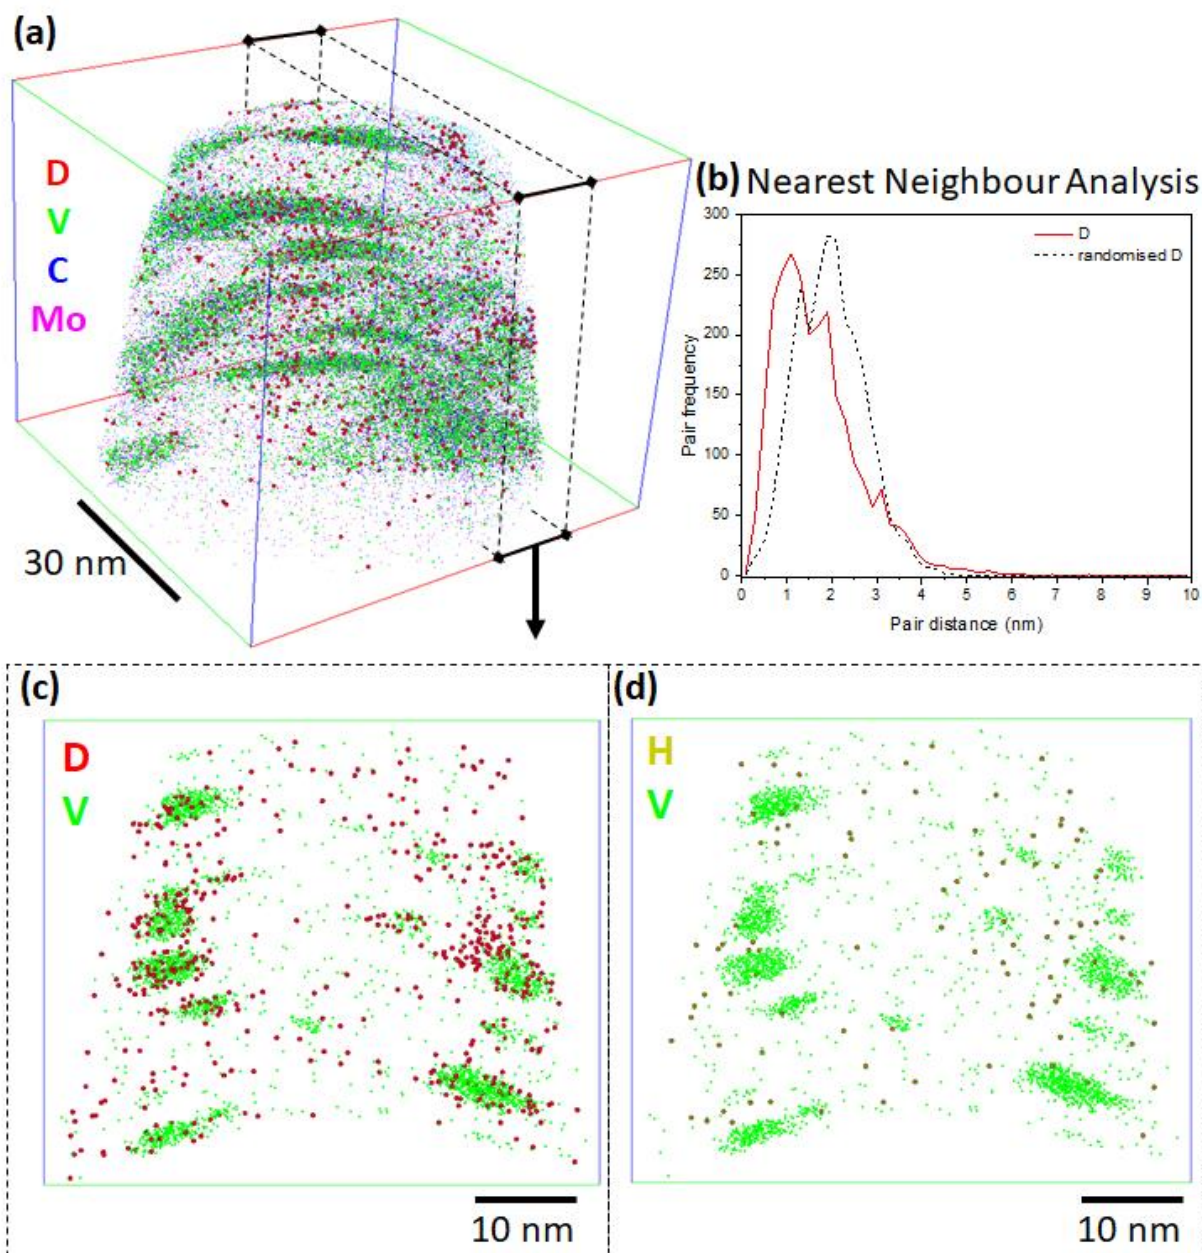 (a)
D
V
C
Mo
30 nm
(b) Nearest Neighbour Analysis
300
250
200
150
100
50
0
Pair frequency
D
randomised D
0 1 2 3 4 5 6 7 8 9 10
Pair distance (nm)
(c)
D
V
10 nm
(d)
H
V
10 nm